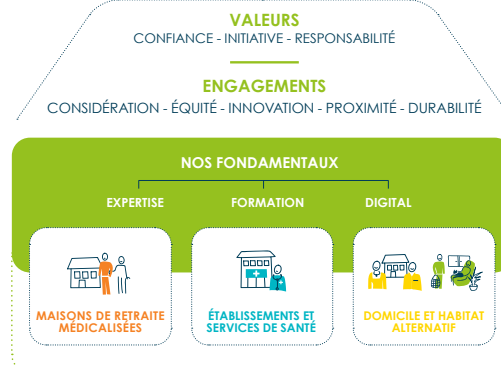 VALEURS
CONFIANCE - INITIATIVE - RESPONSABILITÉ
ENGAGEMENTS
CONSIDÉRATION - ÉQUITÉ - INNOVATION - PROXIMITÉ - DURABILITÉ
NOS FONDAMENTAUX
EXPERTISE FORMATION DIGITAL
MAISONS DE RETRAITE
MÉDICALISÉES
ÉTABLISSEMENTS ET
SERVICES DE SANTÉ
DOMICILE ET HABITAT
ALTERNATIF